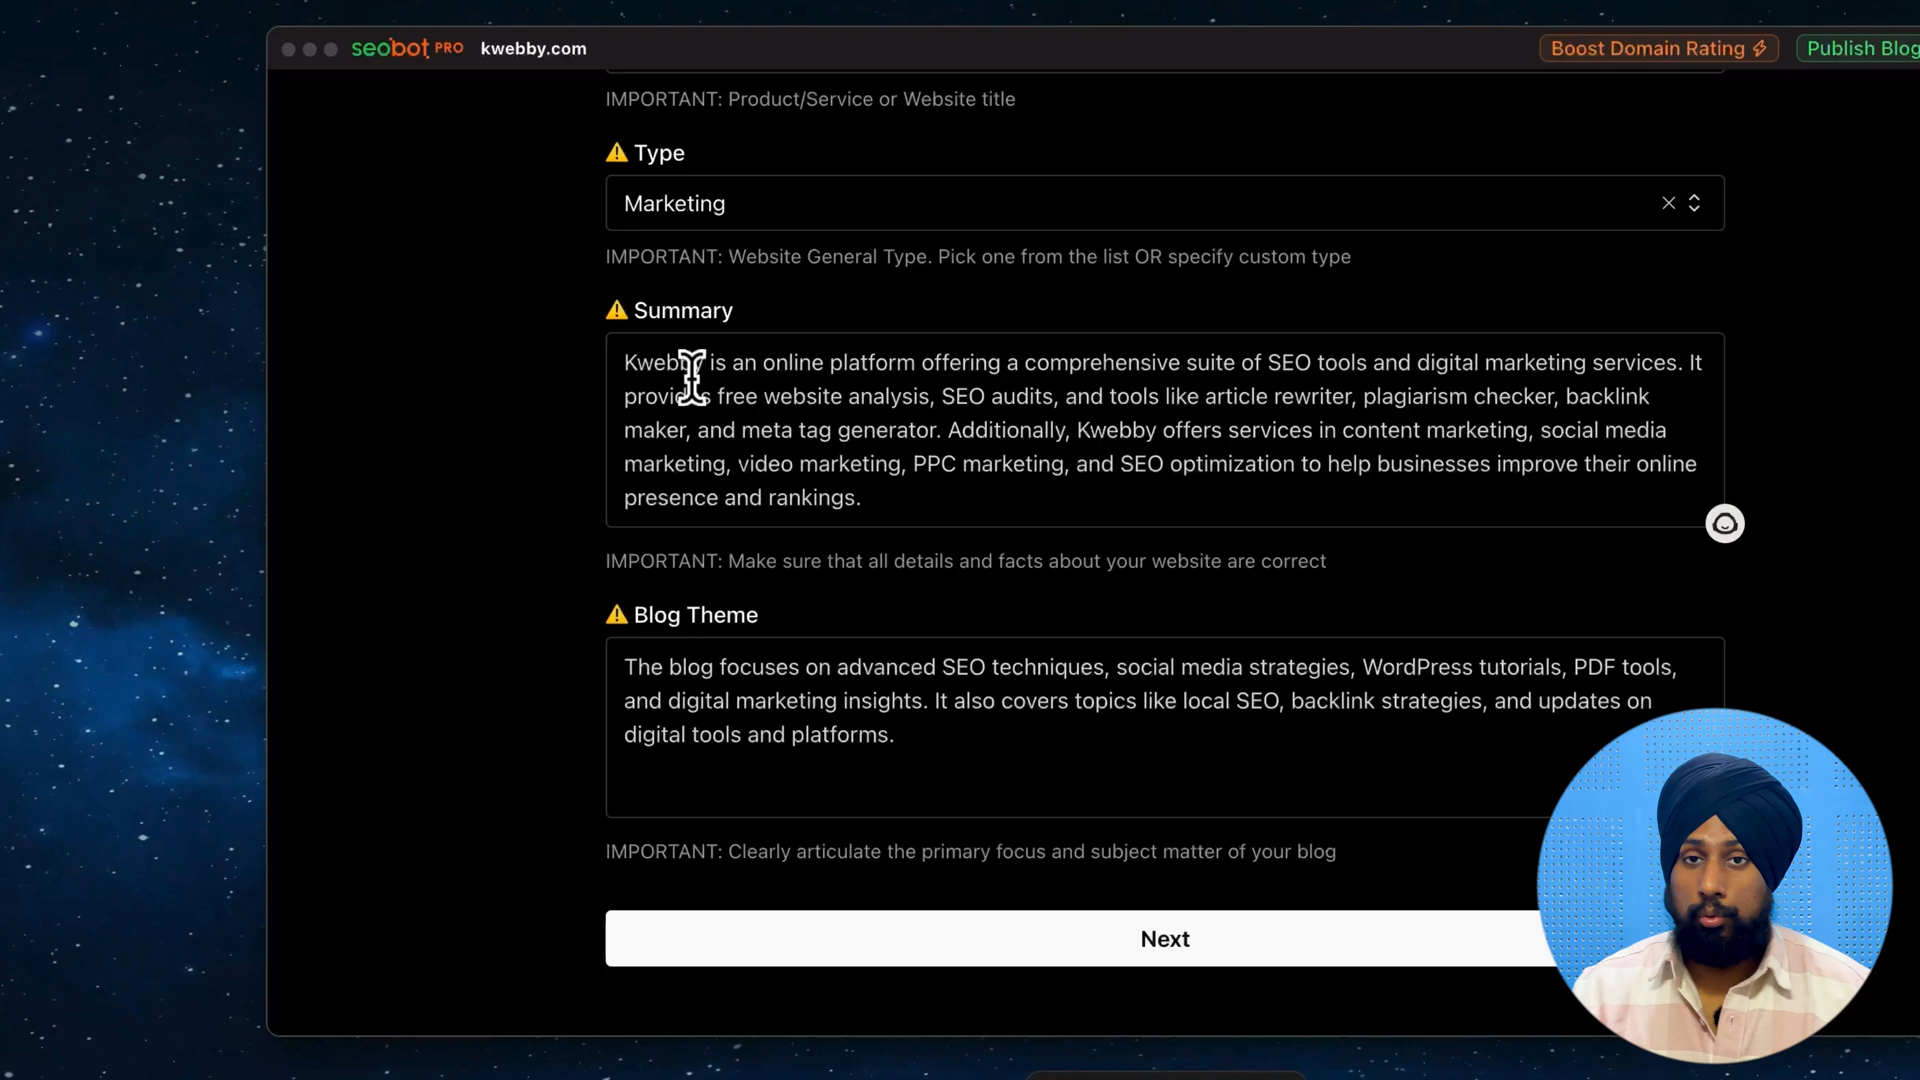 seobot PRO kwebby.com Boost Domain Rating Publish Blog
IMPORTANT: Product/Service or Website title
Type
Marketing
IMPORTANT: Website General Type. Pick one from the list OR specify custom type
Summary
Kwebby is an online platform offering a comprehensive suite of SEO tools and digital marketing services. It
provides free website analysis, SEO audits, and tools like article rewriter, plagiarism checker, backlink
maker, and meta tag generator. Additionally, Kwebby offers services in content marketing, social media
marketing, video marketing, PPC marketing, and SEO optimization to help businesses improve their online
presence and rankings.
IMPORTANT: Make sure that all details and facts about your website are correct
Blog Theme
The blog focuses on advanced SEO techniques, social media strategies, WordPress tutorials, PDF tools,
and digital marketing insights. It also covers topics like local SEO, backlink strategies, and updates on
digital tools and platforms.
IMPORTANT: Clearly articulate the primary focus and subject matter of your blog
Next